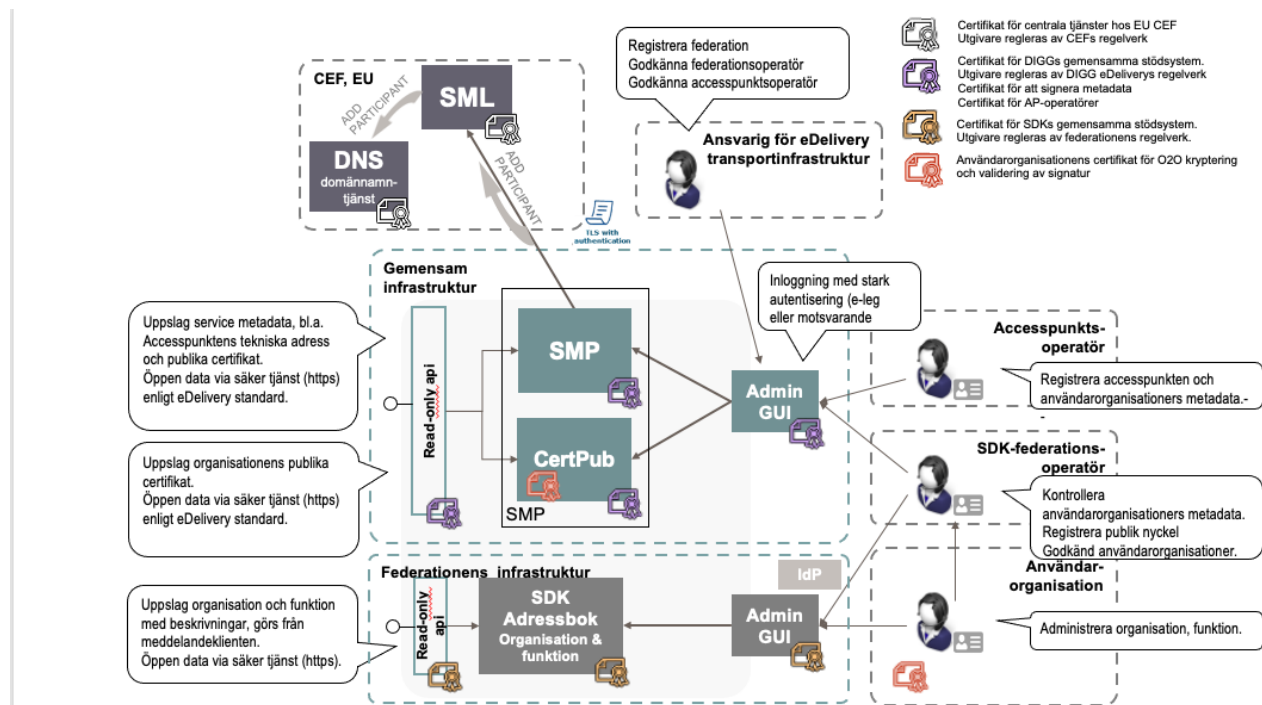 CEF, EU
SML
ADD
PARTICIPANT
DNS
domännamn-
tjänst
ADD
PARTICIPANT
TLS with
authentication
Registrera federation
Godkänna federationsoperatör
Godkänna accesspunktsoperatör
Ansvarig för eDelivery
transportinfrastruktur
Certifikat för centrala tjänster hos EU CEF
Utgivare regleras av CEFs regelverk
Certifikat för DIGGs gemensamma stödsystem.
Utgivare regleras av DIGG eDeliverys regelverk
Certifikat för att signera metadata
Certifikat för AP-operatörer
Certifikat för SDKs gemensamma stödsystem.
Utgivare regleras av federationens regelverk.
Användarorganisationens certifikat för O2O kryptering
och validering av signatur
Gemensam
infrastruktur
Inloggning med stark
autentisering (e-leg
eller motsvarande
Uppslag service metadata, bl.a.
Accesspunktens tekniska adress
och publika certifikat.
Öppen data via säker tjänst (https)
enligt eDelivery standard.
Read-only api
SMP
CertPub
SMP
Admin
GUI
Accesspunkts-
operatör
Registrera accesspunkten och
användarorganisationers metadata.-
-
Uppslag organisationens publika
certifikat.
Öppen data via säker tjänst (https)
enligt eDelivery standard.
SDK-federations-
operatör
Kontrollera
användarorganisationers metadata.
Registrera publik nyckel
Godkänd användarorganisationer.
Federationens infrastruktur
IdP
Uppslag organisation och funktion
med beskrivningar, görs från
meddelandeklienten.
Öppen data via säker tjänst (https).
Read-only
api
SDK
Adressbok
Organisation &
funktion
Admin
GUI
Användar-
organisation
Administrera organisation, funktion.